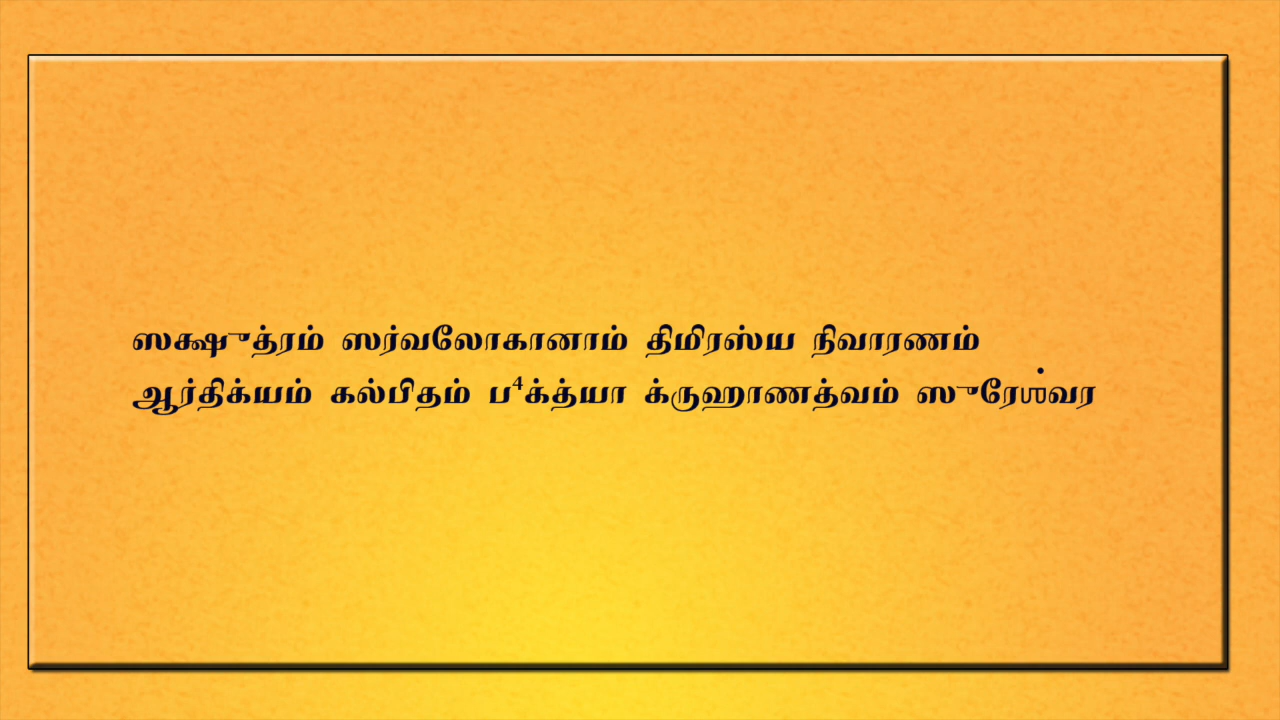 ஸக்ஷுத்ரம் ஸர்வலோகானாம் திமிரஸ்ய நிவாரணம்
ஆர்திக்யம் கல்பிதம் ப⁴க்த்யா க்ருஹாணத்வம் ஸுரேஶ்வர